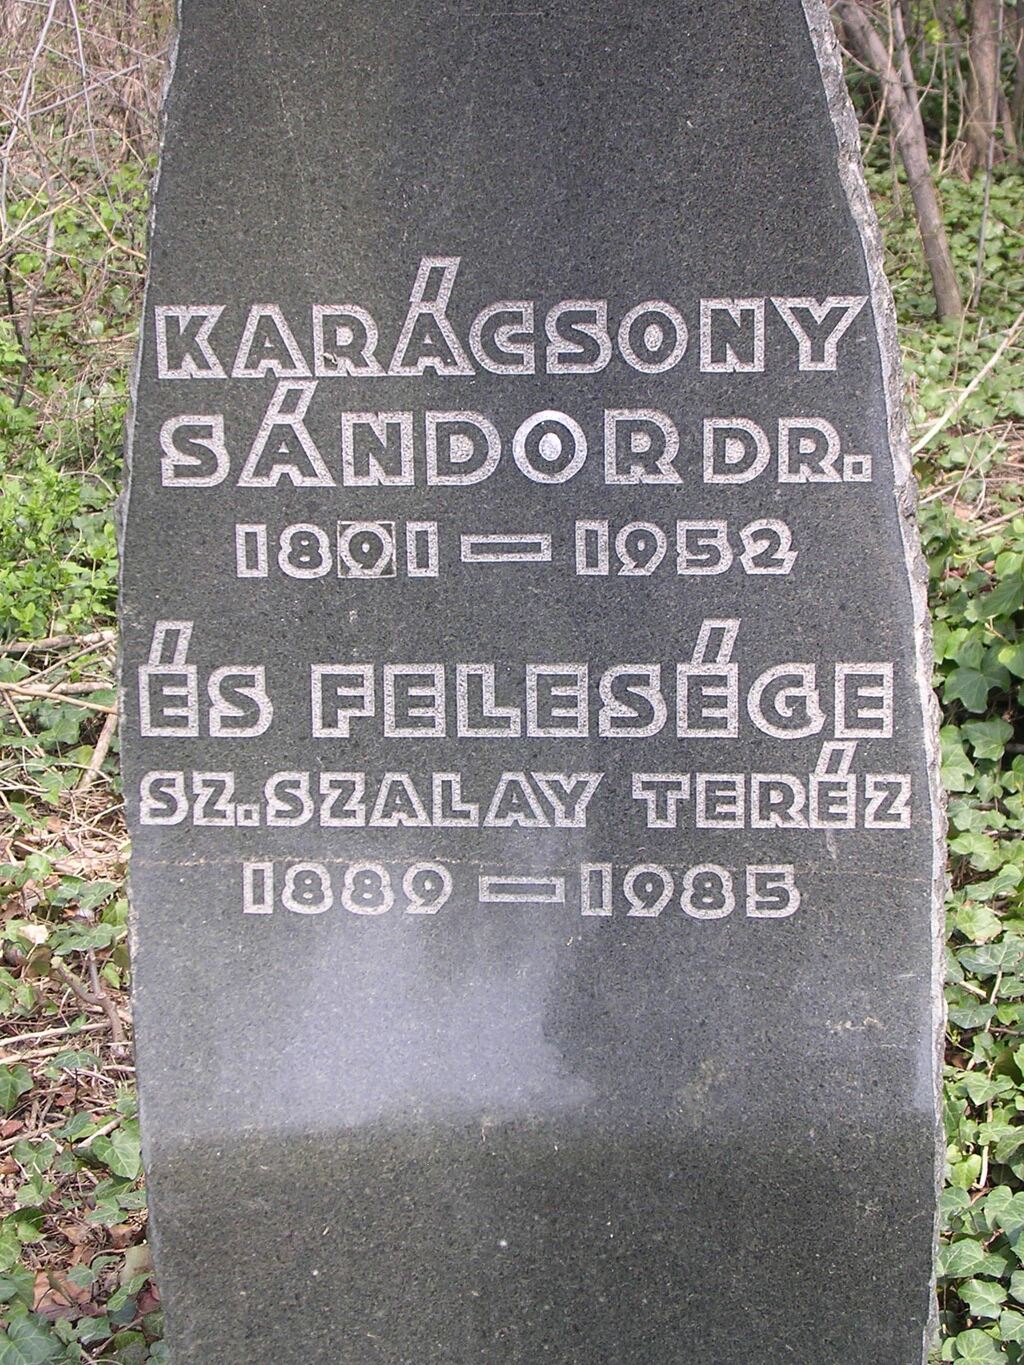 KARÁCSONY
SÁNDOR DR.
1891 — 1952
ÉS FELESÉGE
SZ. SZALAY TERÉZ
1889 — 1985